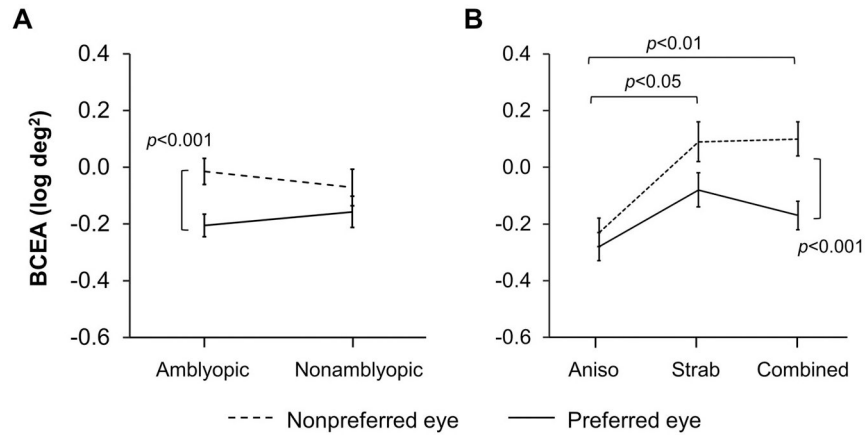 A
B
BCEA (log deg²)
0.4
0.2
0.0
-0.2
-0.4
-0.6
p<0.001
Amblyopic Nonamblyopic
0.4
0.2
0.0
-0.2
-0.4
-0.6
p<0.01
p<0.05
p<0.001
Aniso Strab Combined
Nonpreferred eye Preferred eye